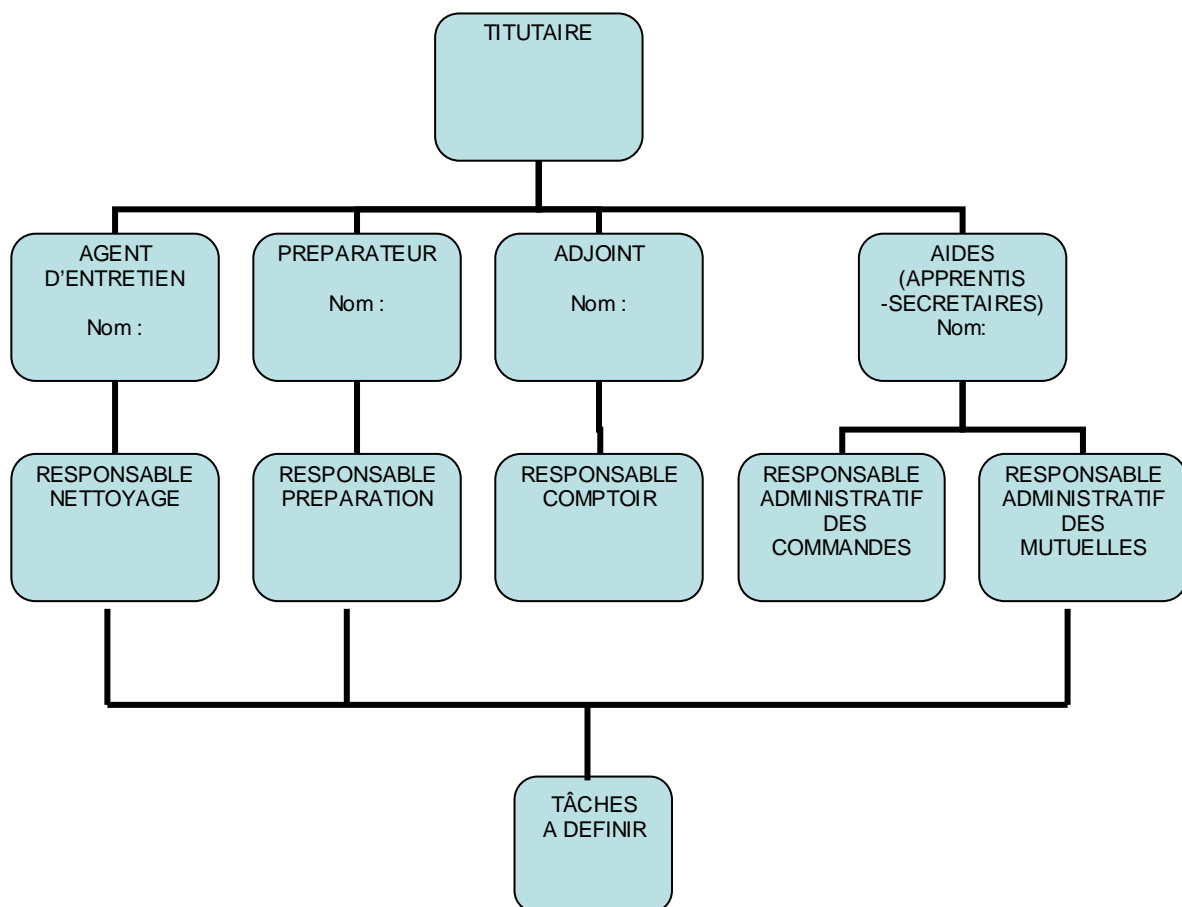 TITUTAIRE
AGENT
D'ENTRETIEN
Nom :
PREPARATEUR
Nom :
ADJOINT
Nom :
AIDES
(APPRENTIS
-SECRETAIRES)
Nom:
RESPONSABLE
NETTOYAGE
RESPONSABLE
PREPARATION
RESPONSABLE
COMPTOIR
RESPONSABLE
ADMINISTRATIF
DES
COMMANDES
RESPONSABLE
ADMINISTRATIF
DES
MUTUELLES
TÂCHES
A DEFINIR